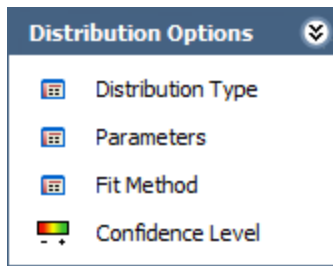 Distribution Options
Distribution Type
Parameters
Fit Method
Confidence Level
- +